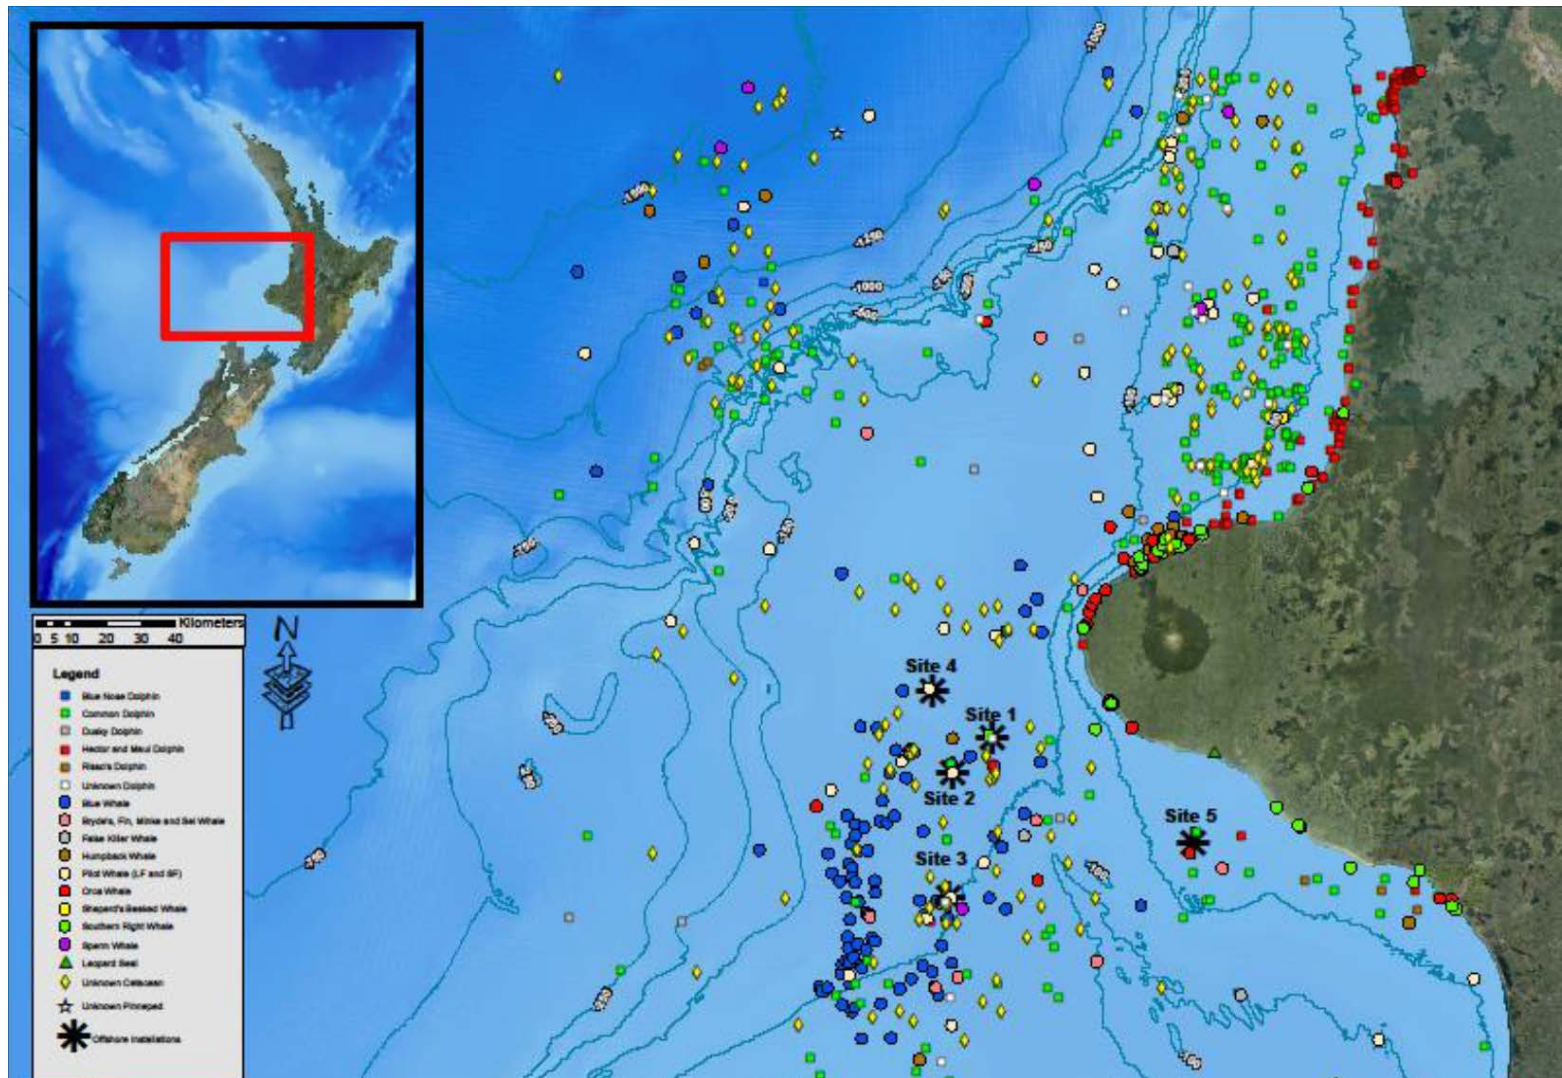 Kilometers
0 5 10 20 30 40
N
Legend
Blue Nose Dolphin
Common Dolphin
Dusky Dolphin
Hector and Maui Dolphin
Risso's Dolphin
Unknown Dolphin
Blue Whale
Bryde's, Fin, Minke and Sei Whale
False Killer Whale
Humpback Whale
Pilot Whale (LF and SF)
Orca Whale
Sheperd's Beaked Whale
Southern Right Whale
Sperm Whale
Leopard Seal
Unknown Cetacean
Unknown Pinneped
Offshore Installations
-1000
Site 4
Site 1
Site 2
Site 5
Site 3